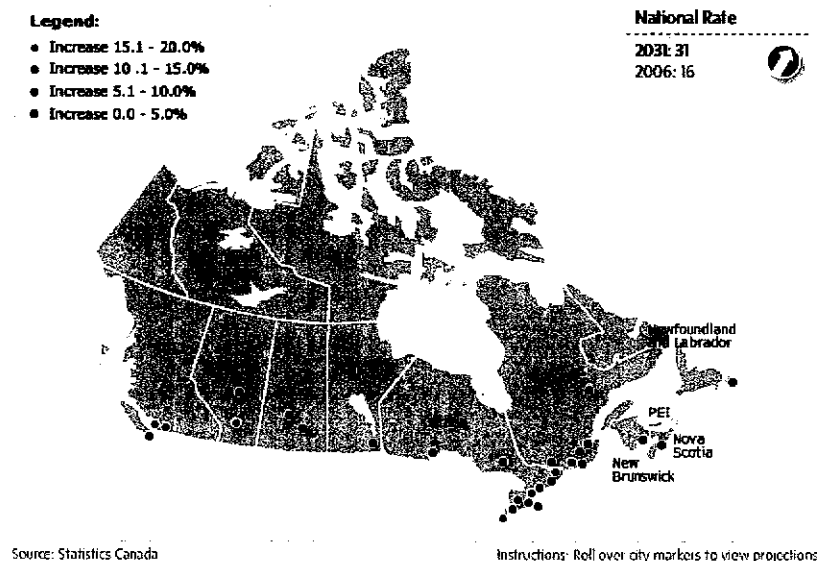 Legend:
Increase 15.1 - 20.0%
Increase 10 .1 - 15.0%
Increase 5.1 - 10.0%
Increase 0.0 - 5.0%
National Rate
2031: 31
2006: 16
Newfoundland
and Labrador
PEI
Nova
Scotia
New
Brunswick
Source: Statistics Canada
Instructions: Roll over city markers to view projections